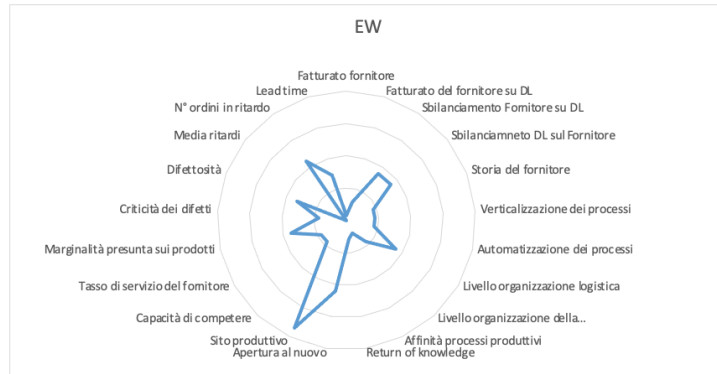 EW
Fatturato fornitore
Fatturato del fornitore su DL
Sbilanciamento Fornitore su DL
Sbilanciamneto DL sul Fornitore
Storia del fornitore
Verticalizzazione dei processi
Automatizzazione dei processi
Livello organizzazione logistica
Livello organizzazione della...
Affinità processi produttivi
Return of knowledge
Apertura al nuovo
Sito produttivo
Capacità di competere
Tasso di servizio del fornitore
Marginalità presunta sui prodotti
Criticità dei difetti
Difettosità
Media ritardi
N° ordini in ritardo
Lead time